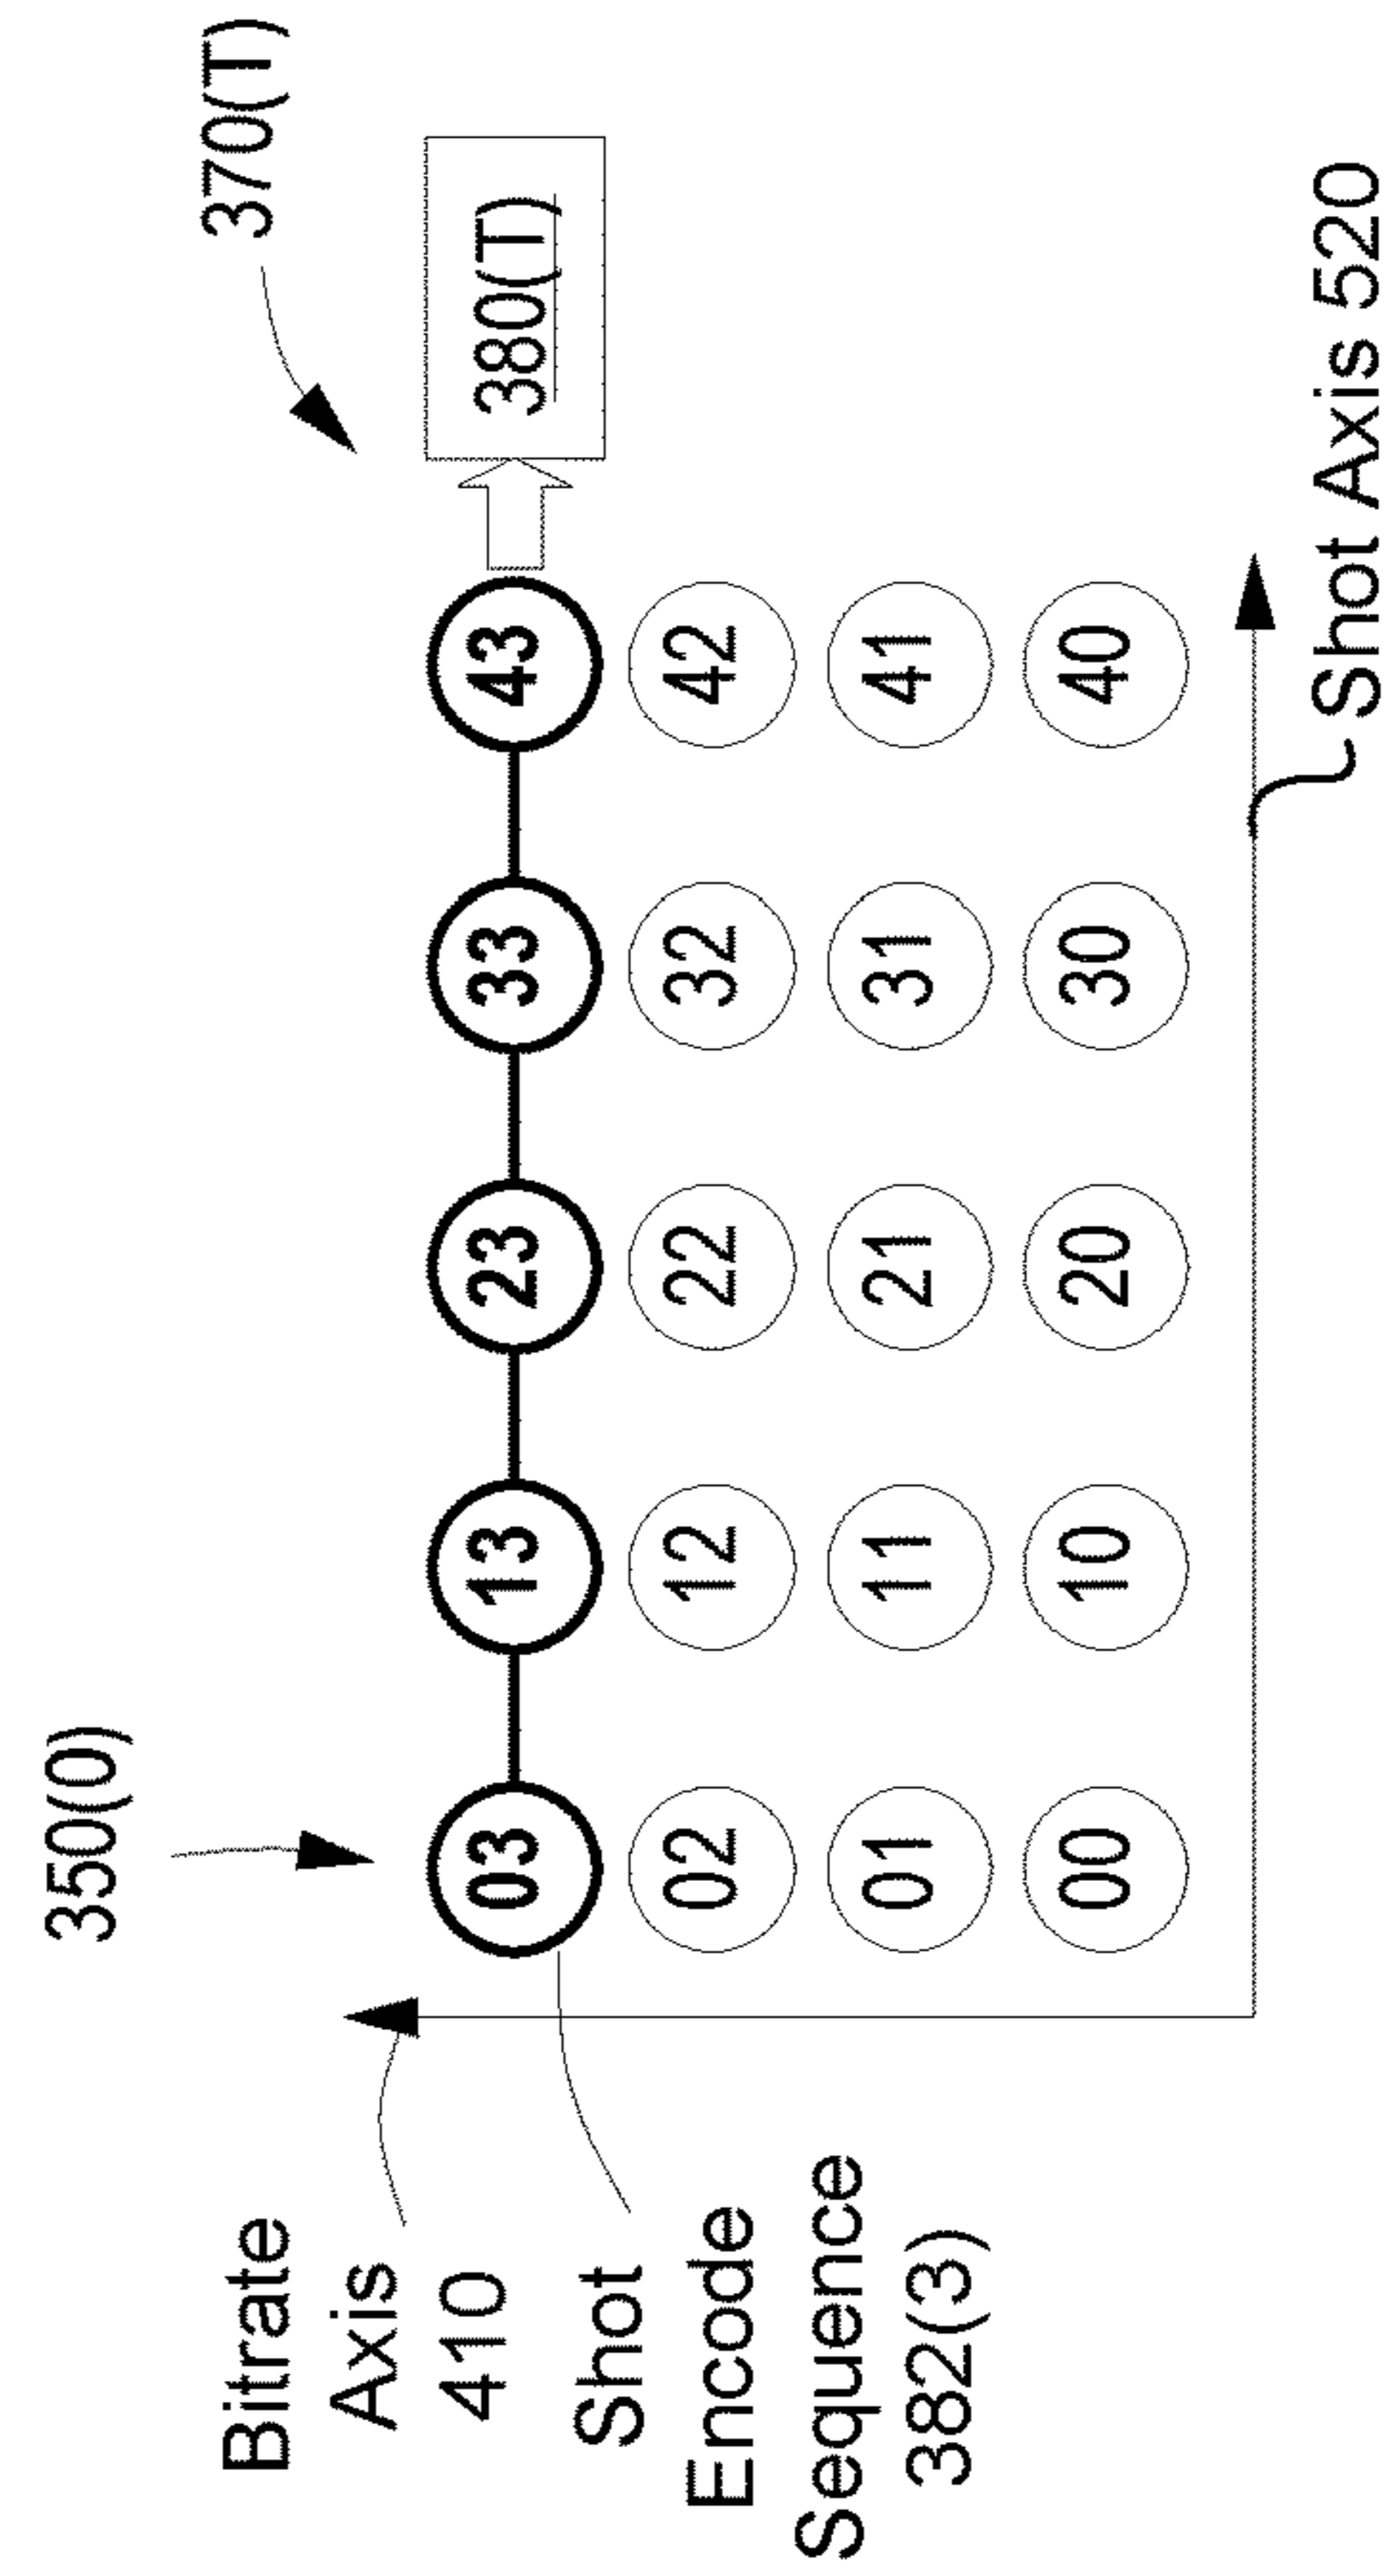 350(0)
370(T)
Bitrate
Axis
410
Shot
Encode
Sequence
382(3)
03 13 23 33 43
380(T)
02 12 22 32 42
01 11 21 31 41
00 10 20 30 40
Shot Axis 520